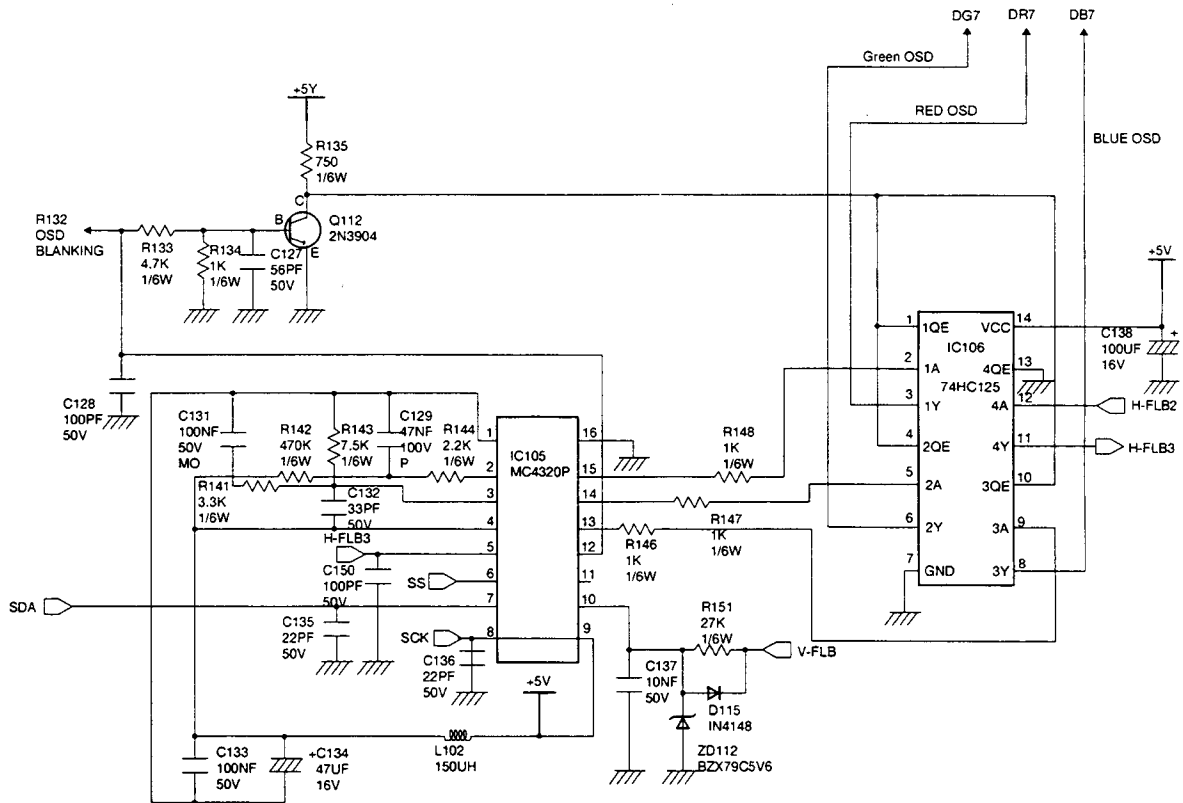 DG7
DR7
DB7
Green OSD
RED OSD
BLUE OSD
+5Y
R135
750
1/6W
C
B
E
Q112
2N3904
R132
OSD
BLANKING
R133
4.7K
1/6W
R134
1K
1/6W
C127
56PF
50V
+5V
C138
100UF
16V
+
1
1QE
VCC
14
IC106
74HC125
2
1A
4QE
13
3
1Y
4A
12
H-FLB2
4
2QE
4Y
11
H-FLB3
5
2A
3QE
10
6
2Y
3A
9
7
GND
3Y
8
C128
100PF
50V
C131
100NF
50V
MO
R142
470K
1/6W
R143
7.5K
1/6W
C129
47NF
100V
P
R144
2.2K
1/6W
R141
3.3K
1/6W
C132
33PF
50V
H-FLB3
C150
100PF
50V
SS
SDA
C135
22PF
50V
SCK
C136
22PF
50V
IC105
MC4320P
1
2
3
4
5
6
7
8
16
15
14
13
12
11
10
9
R148
1K
1/6W
R147
1K
1/6W
R146
1K
1/6W
R151
27K
1/6W
V-FLB
C137
10NF
50V
D115
IN4148
ZD112
BZX79C5V6
+5V
L102
150UH
C133
100NF
50V
+C134
47UF
16V